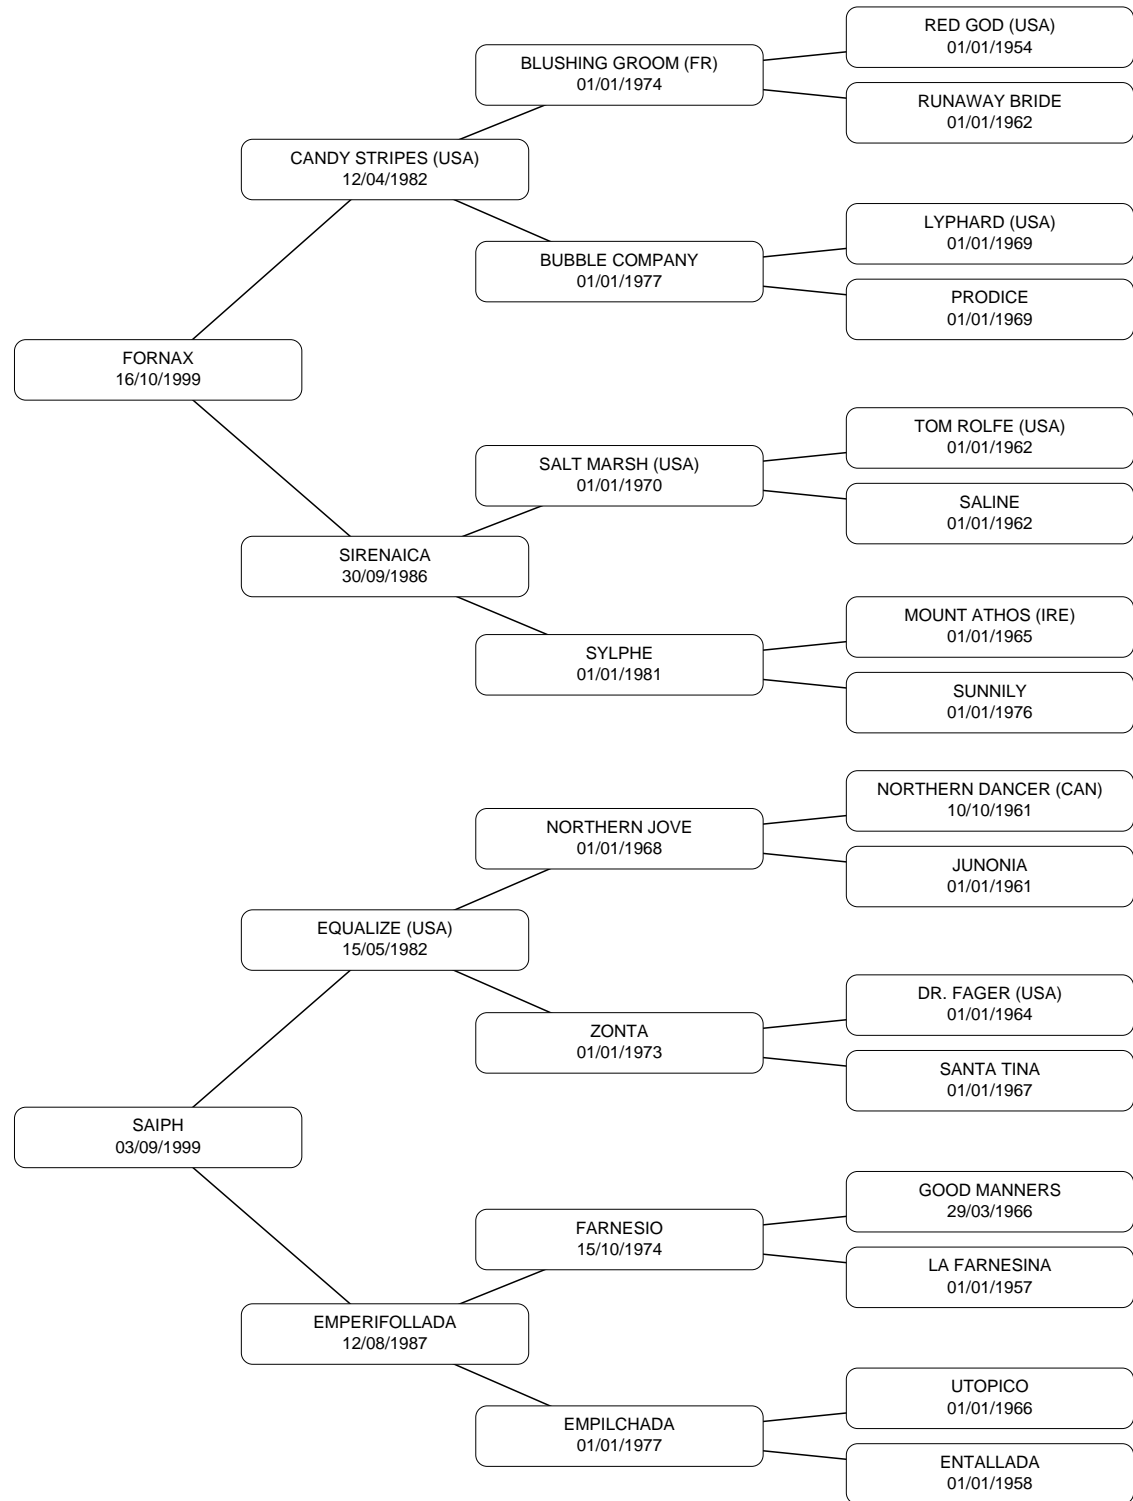 RED GOD (USA)
01/01/1954
BLUSHING GROOM (FR)
01/01/1974
RUNAWAY BRIDE
01/01/1962
CANDY STRIPES (USA)
12/04/1982
LYPHARD (USA)
01/01/1969
BUBBLE COMPANY
01/01/1977
PRODICE
01/01/1969
FORNAX
16/10/1999
TOM ROLFE (USA)
01/01/1962
SALT MARSH (USA)
01/01/1970
SALINE
01/01/1962
SIRENAICA
30/09/1986
MOUNT ATHOS (IRE)
01/01/1965
SYLPHE
01/01/1981
SUNNILY
01/01/1976
NORTHERN DANCER (CAN)
10/10/1961
NORTHERN JOVE
01/01/1968
JUNONIA
01/01/1961
EQUALIZE (USA)
15/05/1982
DR. FAGER (USA)
01/01/1964
ZONTA
01/01/1973
SANTA TINA
01/01/1967
SAIPH
03/09/1999
GOOD MANNERS
29/03/1966
FARNESIO
15/10/1974
LA FARNESINA
01/01/1957
EMPERIFOLLADA
12/08/1987
UTOPICO
01/01/1966
EMPILCHADA
01/01/1977
ENTALLADA
01/01/1958